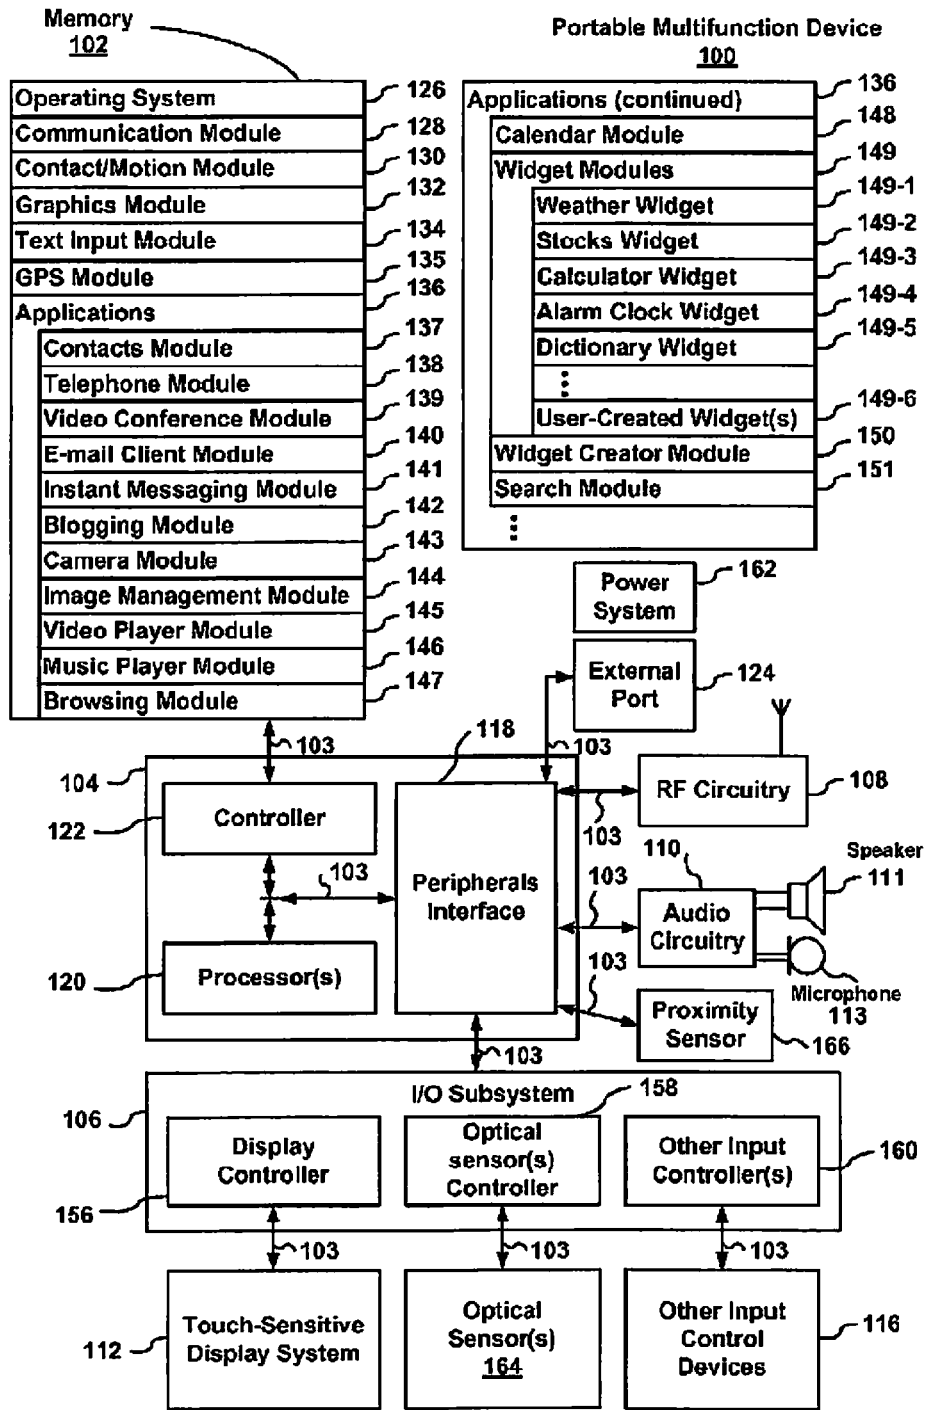 Memory
102
Portable Multifunction Device
100
Operating System
126
Communication Module
128
Contact/Motion Module
130
Graphics Module
132
Text Input Module
134
GPS Module
135
Applications
136
Contacts Module
137
Telephone Module
138
Video Conference Module
139
E-mail Client Module
140
Instant Messaging Module
141
Blogging Module
142
Camera Module
143
Image Management Module
144
Video Player Module
145
Music Player Module
146
Browsing Module
147
Applications (continued)
136
Calendar Module
148
Widget Modules
149
Weather Widget
149-1
Stocks Widget
149-2
Calculator Widget
149-3
Alarm Clock Widget
149-4
Dictionary Widget
149-5
⋮
User-Created Widget(s)
149-6
Widget Creator Module
150
Search Module
151
⋮
Power
System
162
External
Port
124
103
118
103
104
Controller
122
RF Circuitry
108
103
103
Peripherals
Interface
110
Speaker
111
103
Audio
Circuitry
Processor(s)
120
103
Microphone
113
Proximity
Sensor
166
103
I/O Subsystem
106
158
Display
Controller
156
Optical
sensor(s)
Controller
Other Input
Controller(s)
160
103
103
103
Touch-Sensitive
Display System
112
Optical
Sensor(s)
164
Other Input
Control
Devices
116